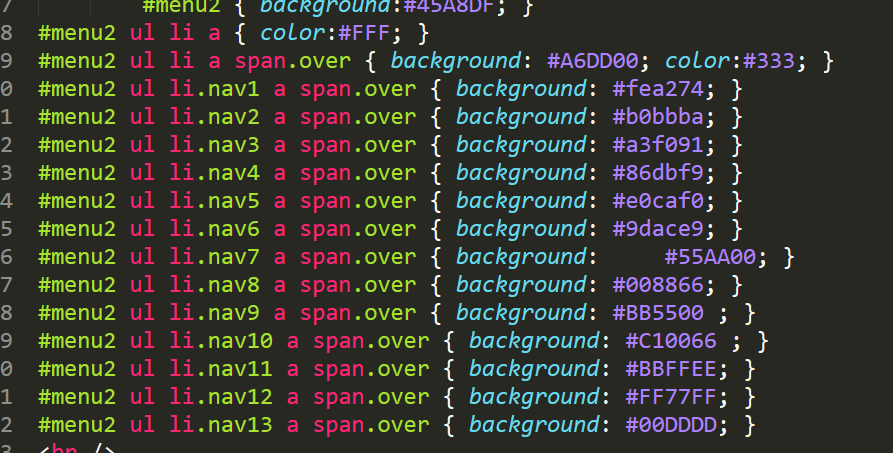 7 #menu2 { background:#45A8DF; }
8 #menu2 ul li a { color:#FFF; }
9 #menu2 ul li a span.over { background: #A6DD00; color:#333; }
0 #menu2 ul li.nav1 a span.over { background: #fea274; }
1 #menu2 ul li.nav2 a span.over { background: #b0bbba; }
2 #menu2 ul li.nav3 a span.over { background: #a3f091; }
3 #menu2 ul li.nav4 a span.over { background: #86dbf9; }
4 #menu2 ul li.nav5 a span.over { background: #e0caf0; }
5 #menu2 ul li.nav6 a span.over { background: #9dace9; }
6 #menu2 ul li.nav7 a span.over { background:     #55AA00; }
7 #menu2 ul li.nav8 a span.over { background: #008866; }
8 #menu2 ul li.nav9 a span.over { background: #BB5500 ; }
9 #menu2 ul li.nav10 a span.over { background: #C10066 ; }
0 #menu2 ul li.nav11 a span.over { background: #BBFFEE; }
1 #menu2 ul li.nav12 a span.over { background: #FF77FF; }
2 #menu2 ul li.nav13 a span.over { background: #00DDDD; }
3